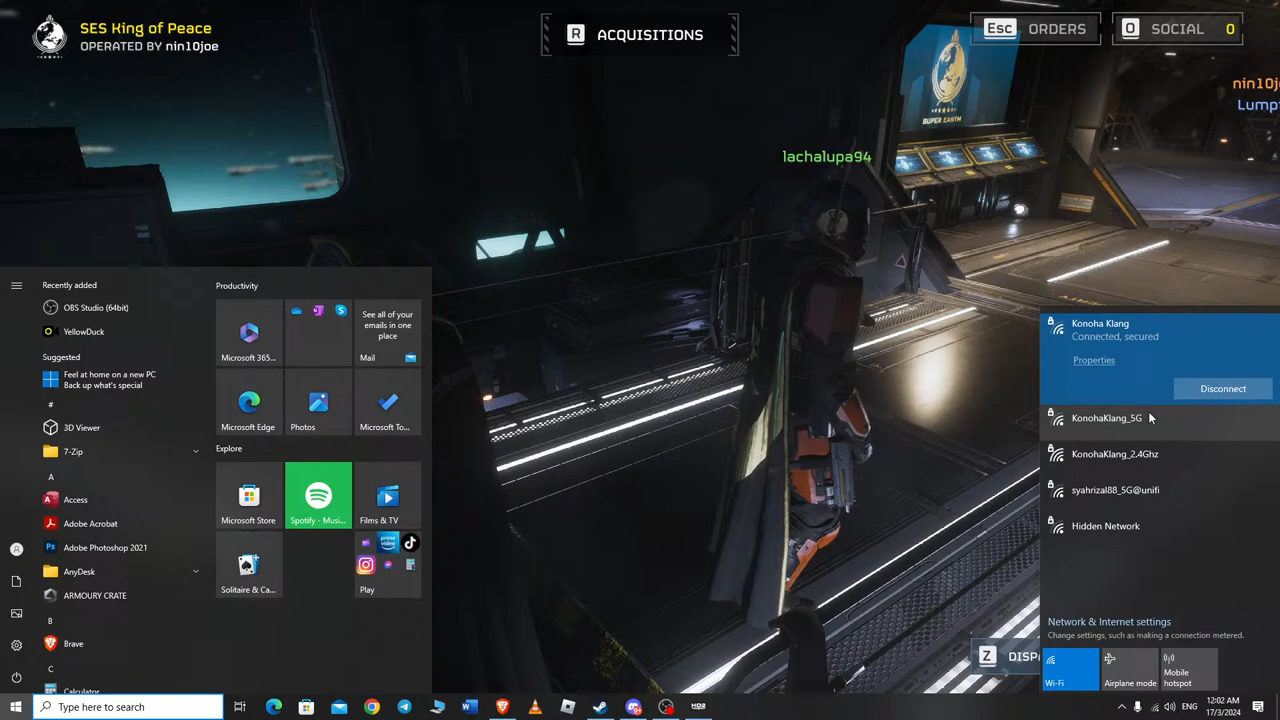 SES King of Peace
OPERATED BY nin10joe
R ACQUISITIONS
Esc ORDERS
O SOCIAL 0
nin10j
Lump
SUPER EARTH
lachalupa94
Recently added
OBS Studio (64bit)
YellowDuck
Suggested
Feel at home on a new PC
Back up what's special
#
3D Viewer
7-Zip
A
Access
Adobe Acrobat
Adobe Photoshop 2021
AnyDesk
ARMOURY CRATE
B
Brave
C
Calculator
Productivity
Microsoft 365...
See all of your
emails in one
place
Mail
Microsoft Edge
Photos
Microsoft To...
Explore
Microsoft Store
Spotify - Musi...
Films & TV
prime video
Solitaire & Ca...
Play
Konoha Klang
Connected, secured
Properties
Disconnect
KonohaKlang_5G
KonohaKlang_2.4Ghz
syahrizal88_5G@unifi
Hidden Network
Network & Internet settings
Change settings, such as making a connection metered.
Wi-Fi
Airplane mode
Mobile
hotspot
Z DISP
Type here to search
HD2
12:02 AM
17/3/2024